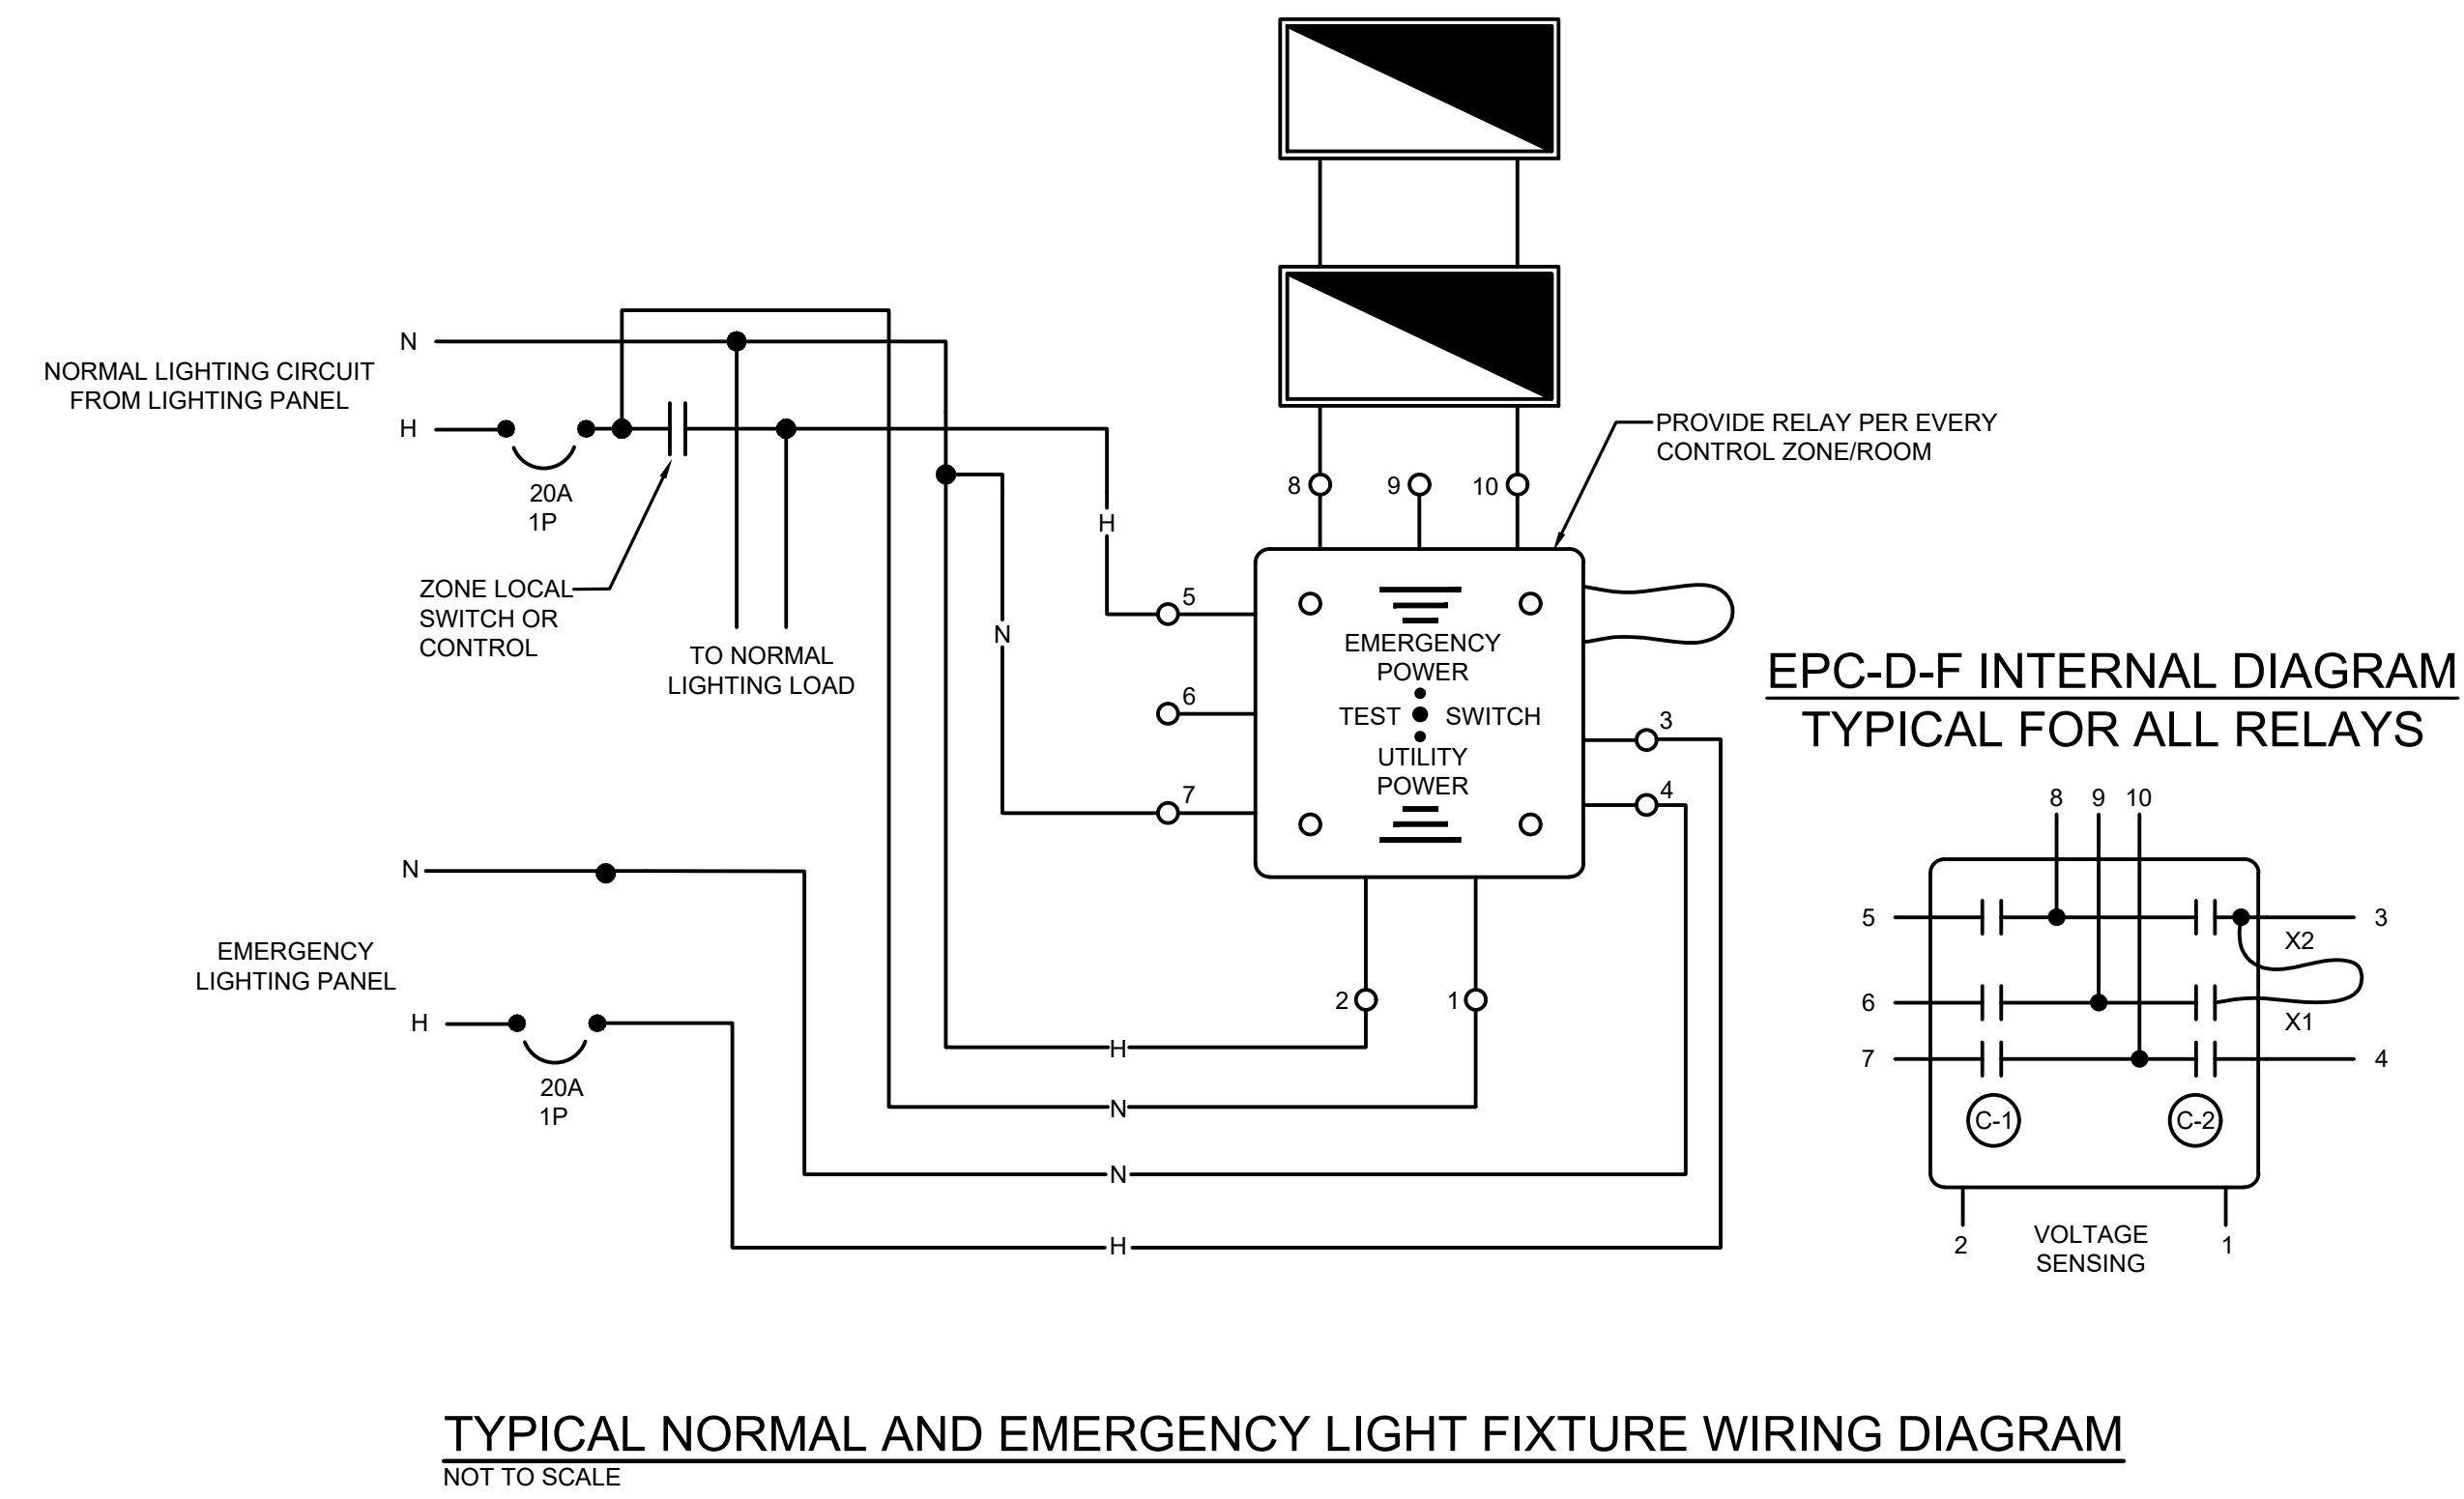 N
NORMAL LIGHTING CIRCUIT
FROM LIGHTING PANEL
H
20A
1P
ZONE LOCAL
SWITCH OR
CONTROL
TO NORMAL
LIGHTING LOAD
H
N
8
9
10
PROVIDE RELAY PER EVERY
CONTROL ZONE/ROOM
5
6
7
EMERGENCY
POWER
TEST SWITCH
UTILITY
POWER
3
4
2
1
N
EMERGENCY
LIGHTING PANEL
H
20A
1P
H
N
N
H
EPC-D-F INTERNAL DIAGRAM
TYPICAL FOR ALL RELAYS
8 9 10
5
3
X2
6
X1
7
4
C-1
C-2
2
VOLTAGE
SENSING
1
TYPICAL NORMAL AND EMERGENCY LIGHT FIXTURE WIRING DIAGRAM
NOT TO SCALE